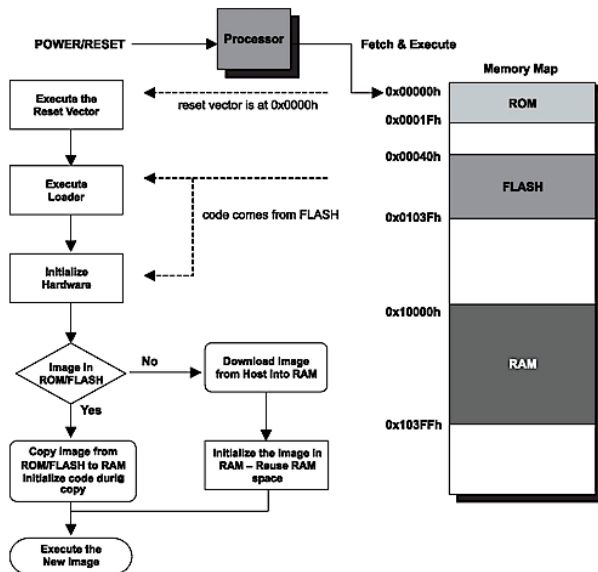 POWER/RESET
Processor
Fetch & Execute
Memory Map
Execute the
Reset Vector
reset vector is at 0x0000h
0x00000h
ROM
0x0001Fh
0x00040h
Execute
Loader
FLASH
code comes from FLASH
0x0103Fh
Initialize
Hardware
0x10000h
Image in
ROM/FLASH
No
Download Image
from Host into RAM
RAM
Yes
0x103FFh
Copy image from
ROM/FLASH to RAM
Initialize code durig
copy
Initialize the Image in
RAM – Reuse RAM
space
Execute the
New Image